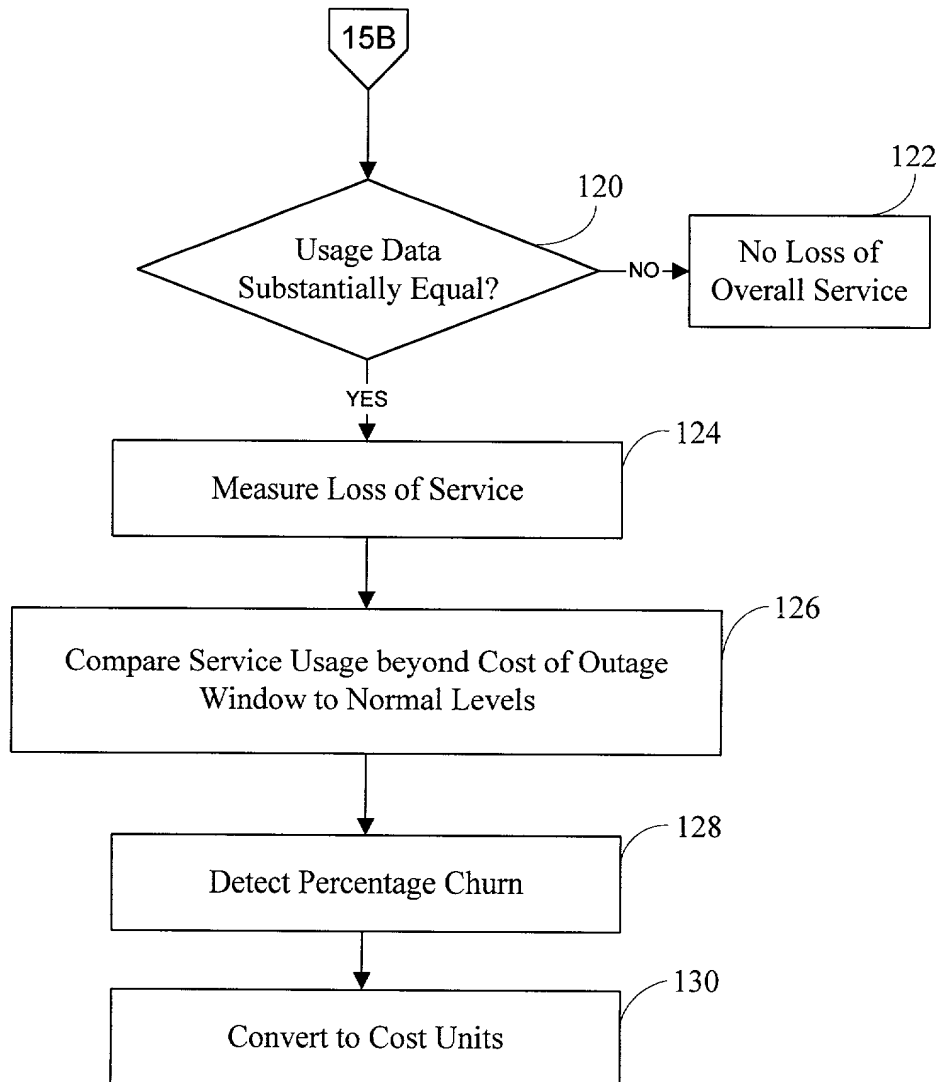 15B
120
Usage Data
Substantially Equal?
NO
122
No Loss of
Overall Service
YES
124
Measure Loss of Service
126
Compare Service Usage beyond Cost of Outage
Window to Normal Levels
128
Detect Percentage Churn
130
Convert to Cost Units